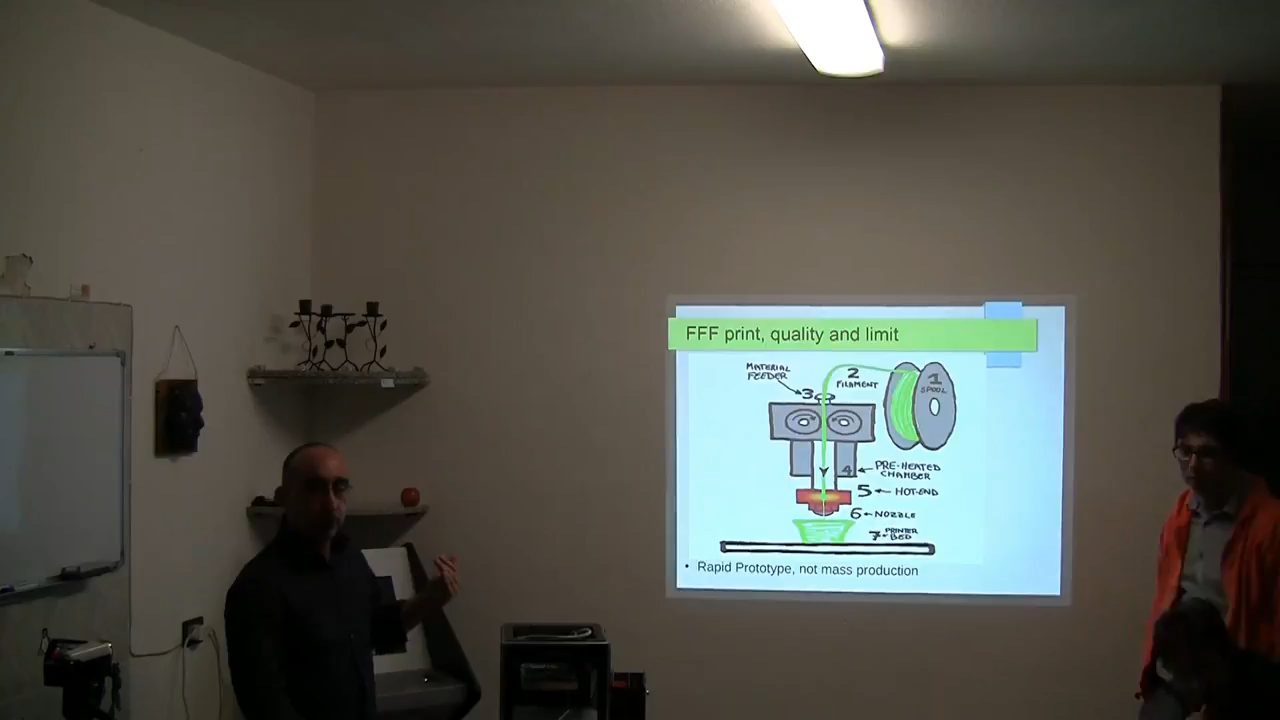 FFF print, quality and limit
MATERIAL
FEEDER
3
2
FILAMENT
1
SPOOL
4
PRE-HEATED
CHAMBER
5 HOT-END
6 NOZZLE
7 PRINTER
BED
• Rapid Prototype, not mass production